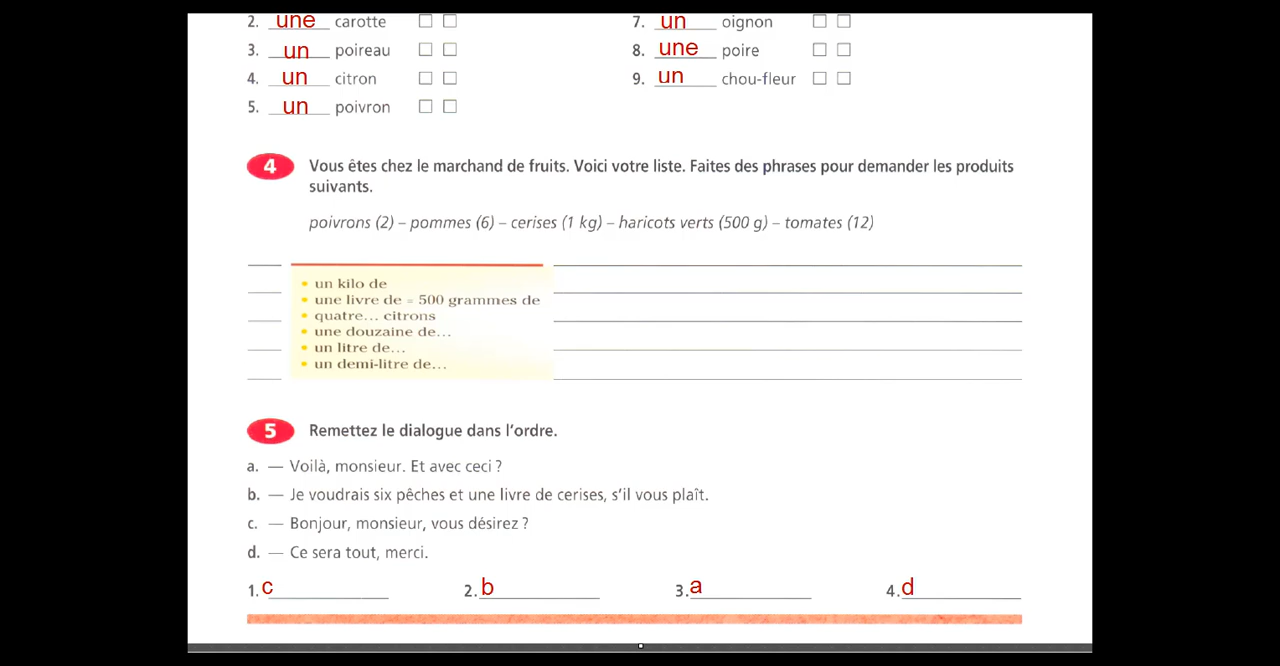 2. une carotte 7. un oignon
3. un poireau 8. une poire
4. un citron 9. un chou-fleur
5. un poivron
4 Vous êtes chez le marchand de fruits. Voici votre liste. Faites des phrases pour demander les produits
suivants.
poivrons (2) – pommes (6) – cerises (1 kg) – haricots verts (500 g) – tomates (12)
• un kilo de
• une livre de = 500 grammes de
• quatre... citrons
• une douzaine de...
• un litre de...
• un demi-litre de...
5 Remettez le dialogue dans l'ordre.
a. — Voilà, monsieur. Et avec ceci ?
b. — Je voudrais six pêches et une livre de cerises, s'il vous plaît.
c. — Bonjour, monsieur, vous désirez ?
d. — Ce sera tout, merci.
1. c 2. b 3. a 4. d